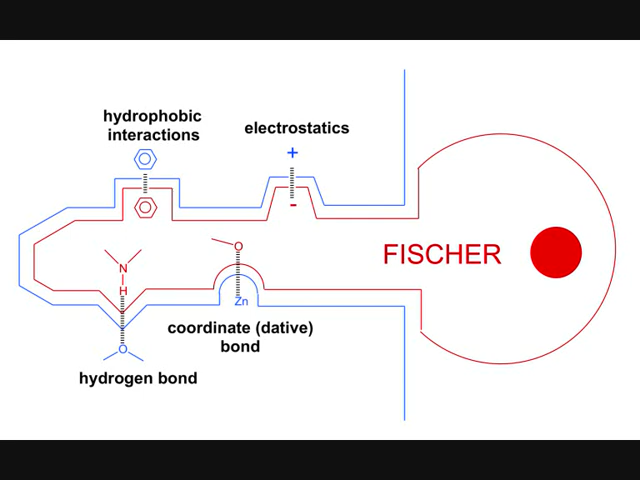 hydrophobic
interactions
electrostatics
+
-
FISCHER
N
H
O
Zn
coordinate (dative)
bond
O
hydrogen bond